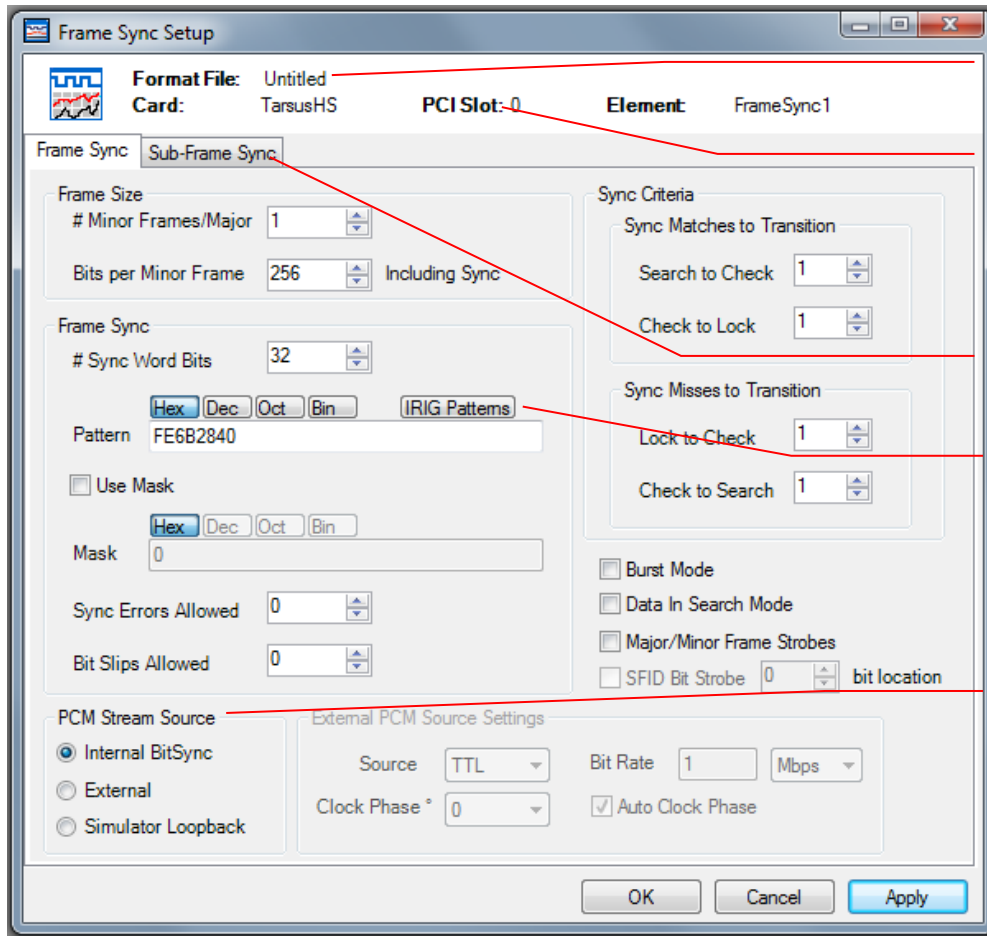 Frame Sync Setup
Format File: Untitled
Card: TarsusHS PCI Slot: 0 Element: FrameSync1
Frame Sync Sub-Frame Sync
Frame Size
# Minor Frames/Major 1
Bits per Minor Frame 256 Including Sync
Frame Sync
# Sync Word Bits 32
Hex Dec Oct Bin IRIG Patterns
Pattern FE6B2840
Use Mask
Hex Dec Oct Bin
Mask 0
Sync Errors Allowed 0
Bit Slips Allowed 0
Sync Criteria
Sync Matches to Transition
Search to Check 1
Check to Lock 1
Sync Misses to Transition
Lock to Check 1
Check to Search 1
Burst Mode
Data In Search Mode
Major/Minor Frame Strobes
SFID Bit Strobe 0 bit location
PCM Stream Source
Internal BitSync
External
Simulator Loopback
External PCM Source Settings
Source TTL Bit Rate 1 Mbps
Clock Phase ° 0 Auto Clock Phase
OK Cancel Apply